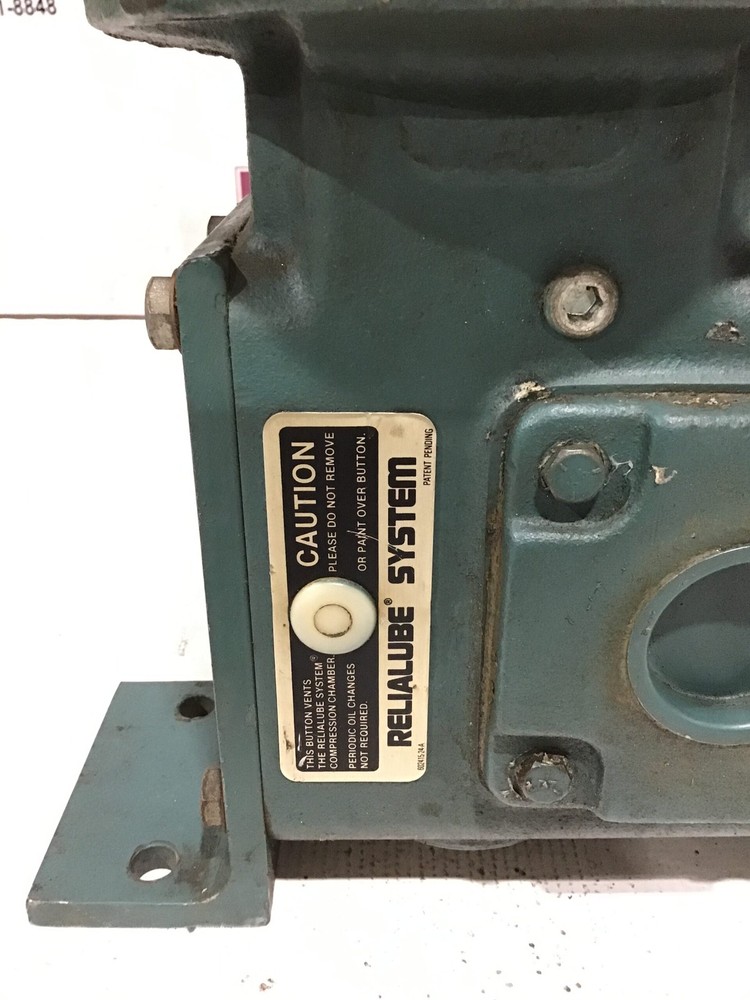 1-8848
CAUTION
PLEASE DO NOT REMOVE
OR PAINT OVER BUTTON.
THIS BUTTON VENTS
THE RELIALUBE SYSTEM®
COMPRESSION CHAMBER.
PERIODIC OIL CHANGES
NOT REQUIRED.
RELIALUBE® SYSTEM
PATENT PENDING